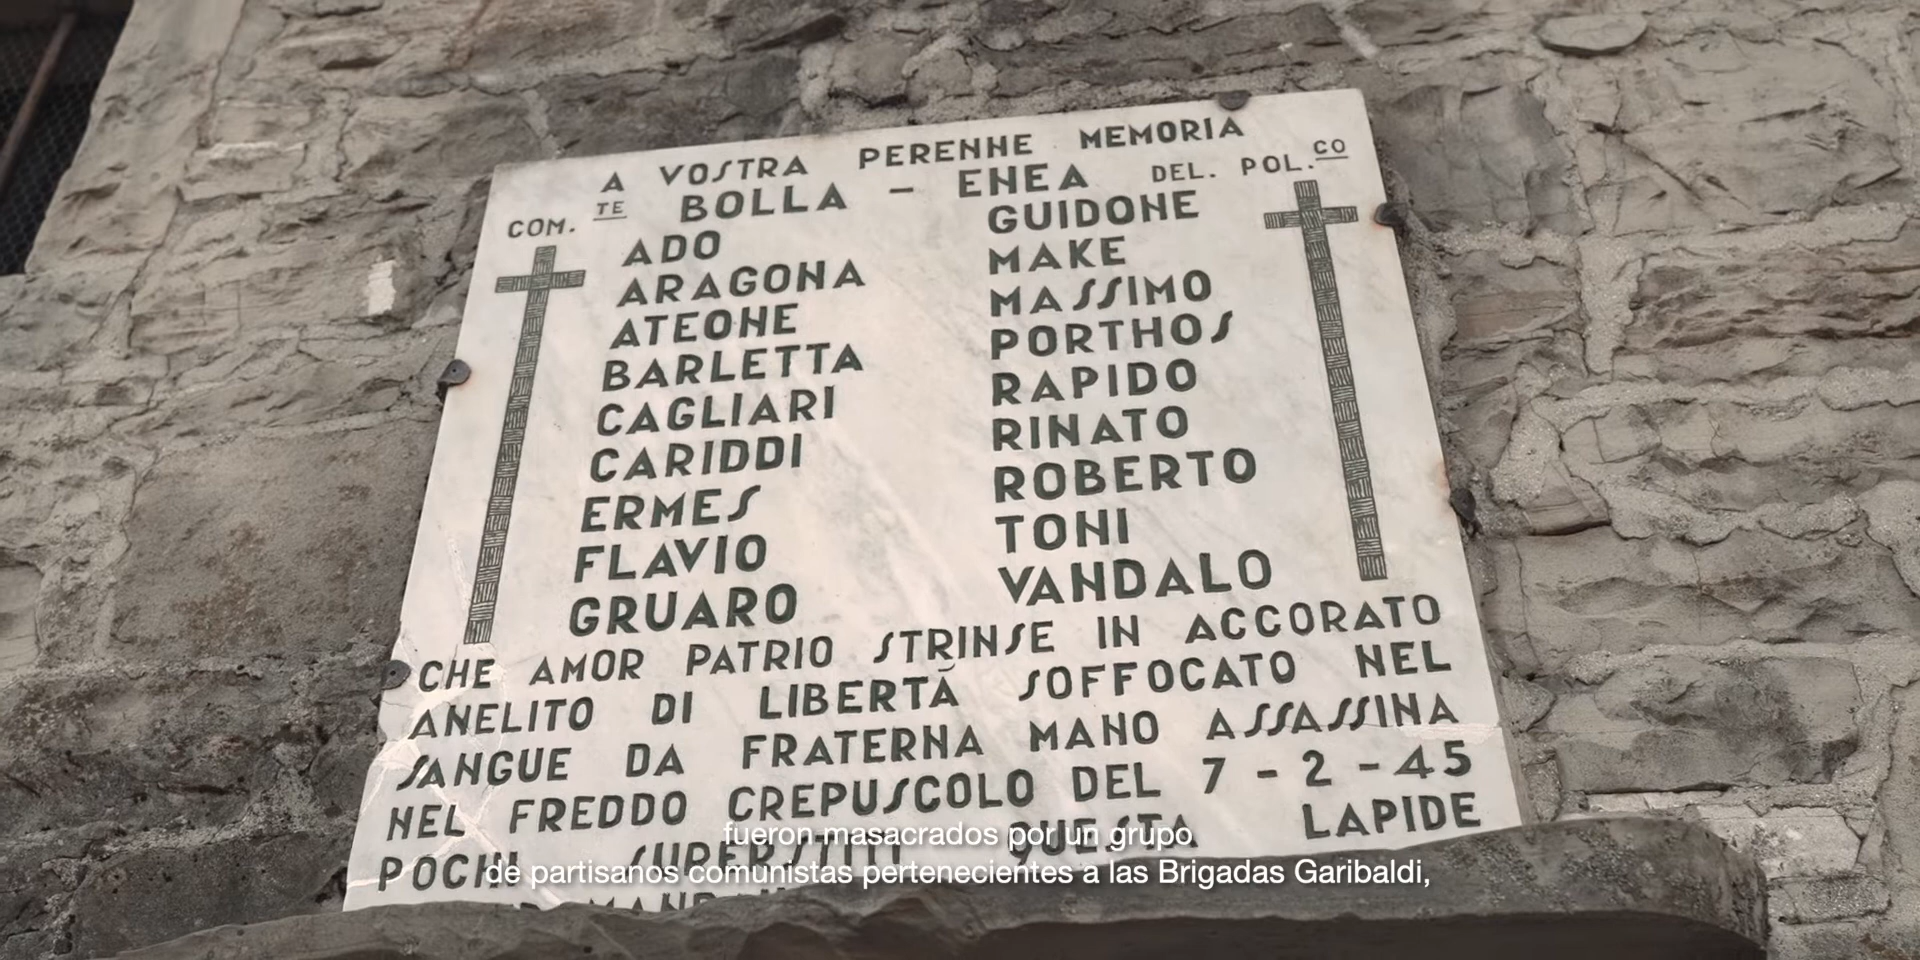 A VOSTRA PERENNE MEMORIA
COM.TE BOLLA – ENEA DEL. POL.CO
ADO GUIDONE
ARAGONA MAKE
ATEONE MASSIMO
BARLETTA PORTHOS
CAGLIARI RAPIDO
CARIDDI RINATO
ERMES ROBERTO
FLAVIO TONI
GRUARO VANDALO
CHE AMOR PATRIO STRINSE IN ACCORATO
ANELITO DI LIBERTÀ SOFFOCATO NEL
SANGUE DA FRATERNA MANO ASSASSINA
NEL FREDDO CREPUSCOLO DEL 7-2-45
POCHI SUPERSTITI QUESTA LAPIDE
fueron masacrados por un grupo
de partisanos comunistas pertenecientes a las Brigadas Garibaldi,